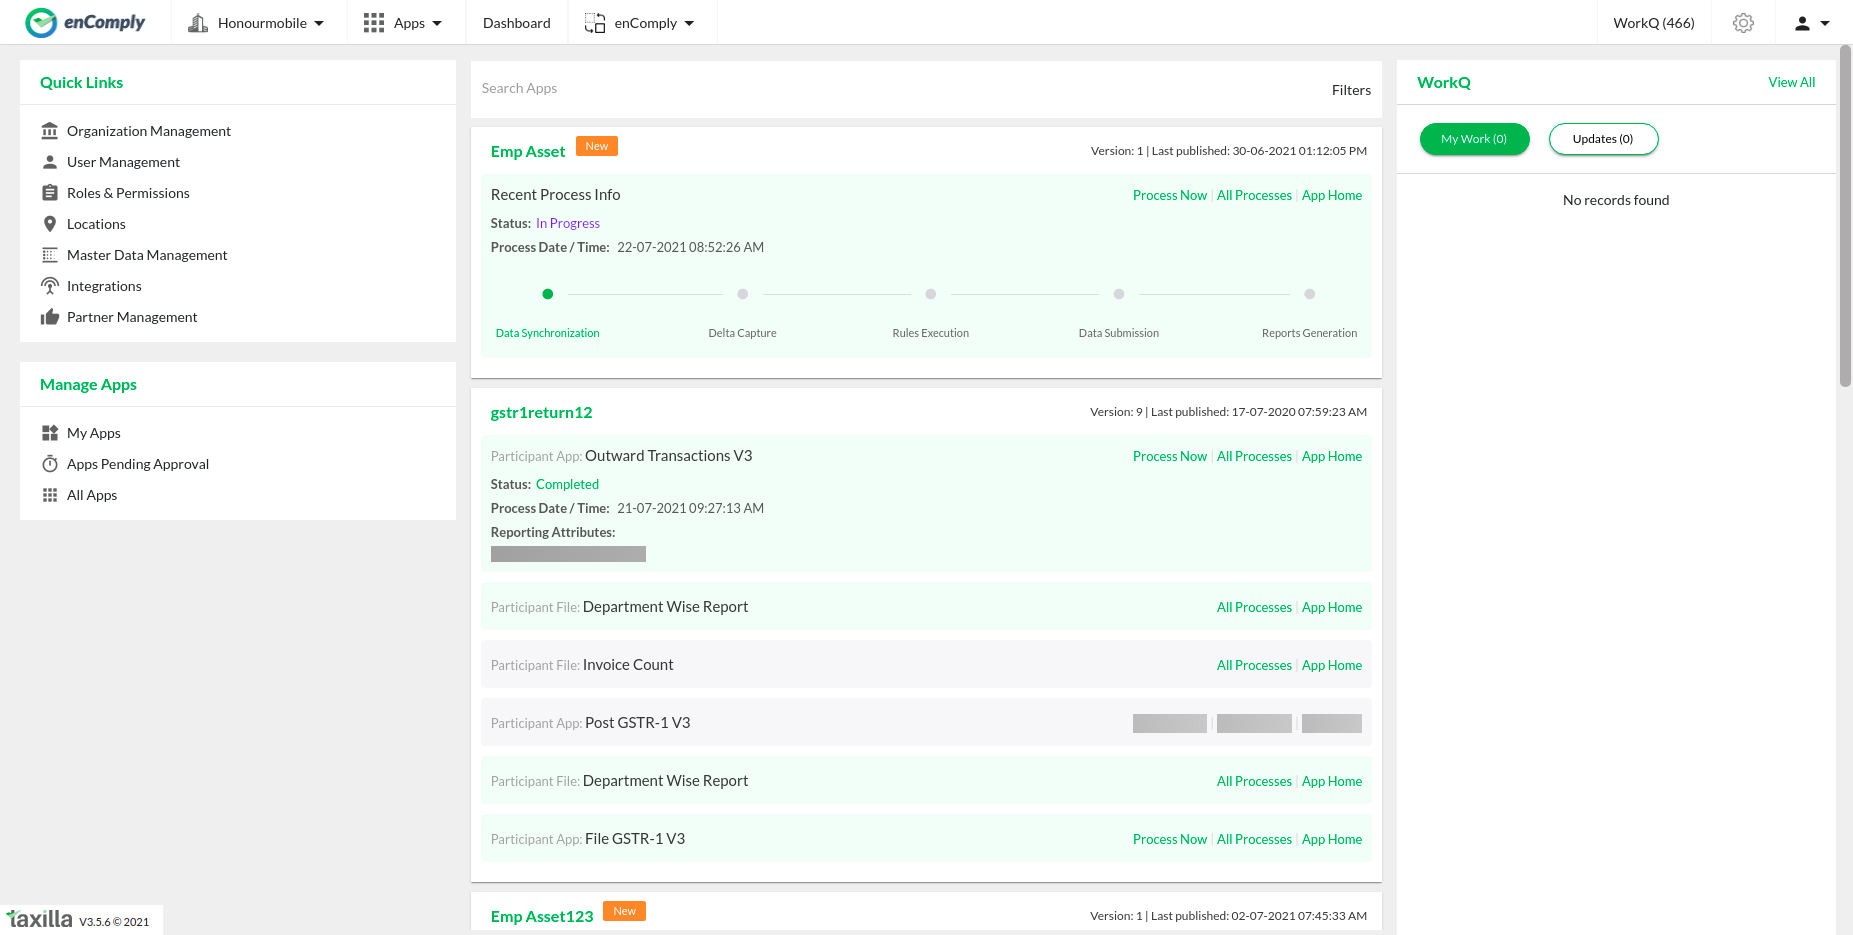 enComply
Honourmobile
Apps
Dashboard
enComply
WorkQ (466)
Quick Links
Organization Management
User Management
Roles & Permissions
Locations
Master Data Management
Integrations
Partner Management
Manage Apps
My Apps
Apps Pending Approval
All Apps
Search Apps
Filters
Emp Asset New Version: 1 | Last published: 30-06-2021 01:12:05 PM
Recent Process Info Process Now | All Processes | App Home
Status: In Progress
Process Date / Time: 22-07-2021 08:52:26 AM
Data Synchronization Delta Capture Rules Execution Data Submission Reports Generation
gstr1return12 Version: 9 | Last published: 17-07-2020 07:59:23 AM
Participant App: Outward Transactions V3 Process Now | All Processes | App Home
Status: Completed
Process Date / Time: 21-07-2021 09:27:13 AM
Reporting Attributes:
Participant File: Department Wise Report All Processes | App Home
Participant File: Invoice Count All Processes | App Home
Participant App: Post GSTR-1 V3
Participant File: Department Wise Report All Processes | App Home
Participant App: File GSTR-1 V3 Process Now | All Processes | App Home
Emp Asset123 New Version: 1 | Last published: 02-07-2021 07:45:33 AM
WorkQ View All
My Work (0) Updates (0)
No records found
taxilla V3.5.6 © 2021